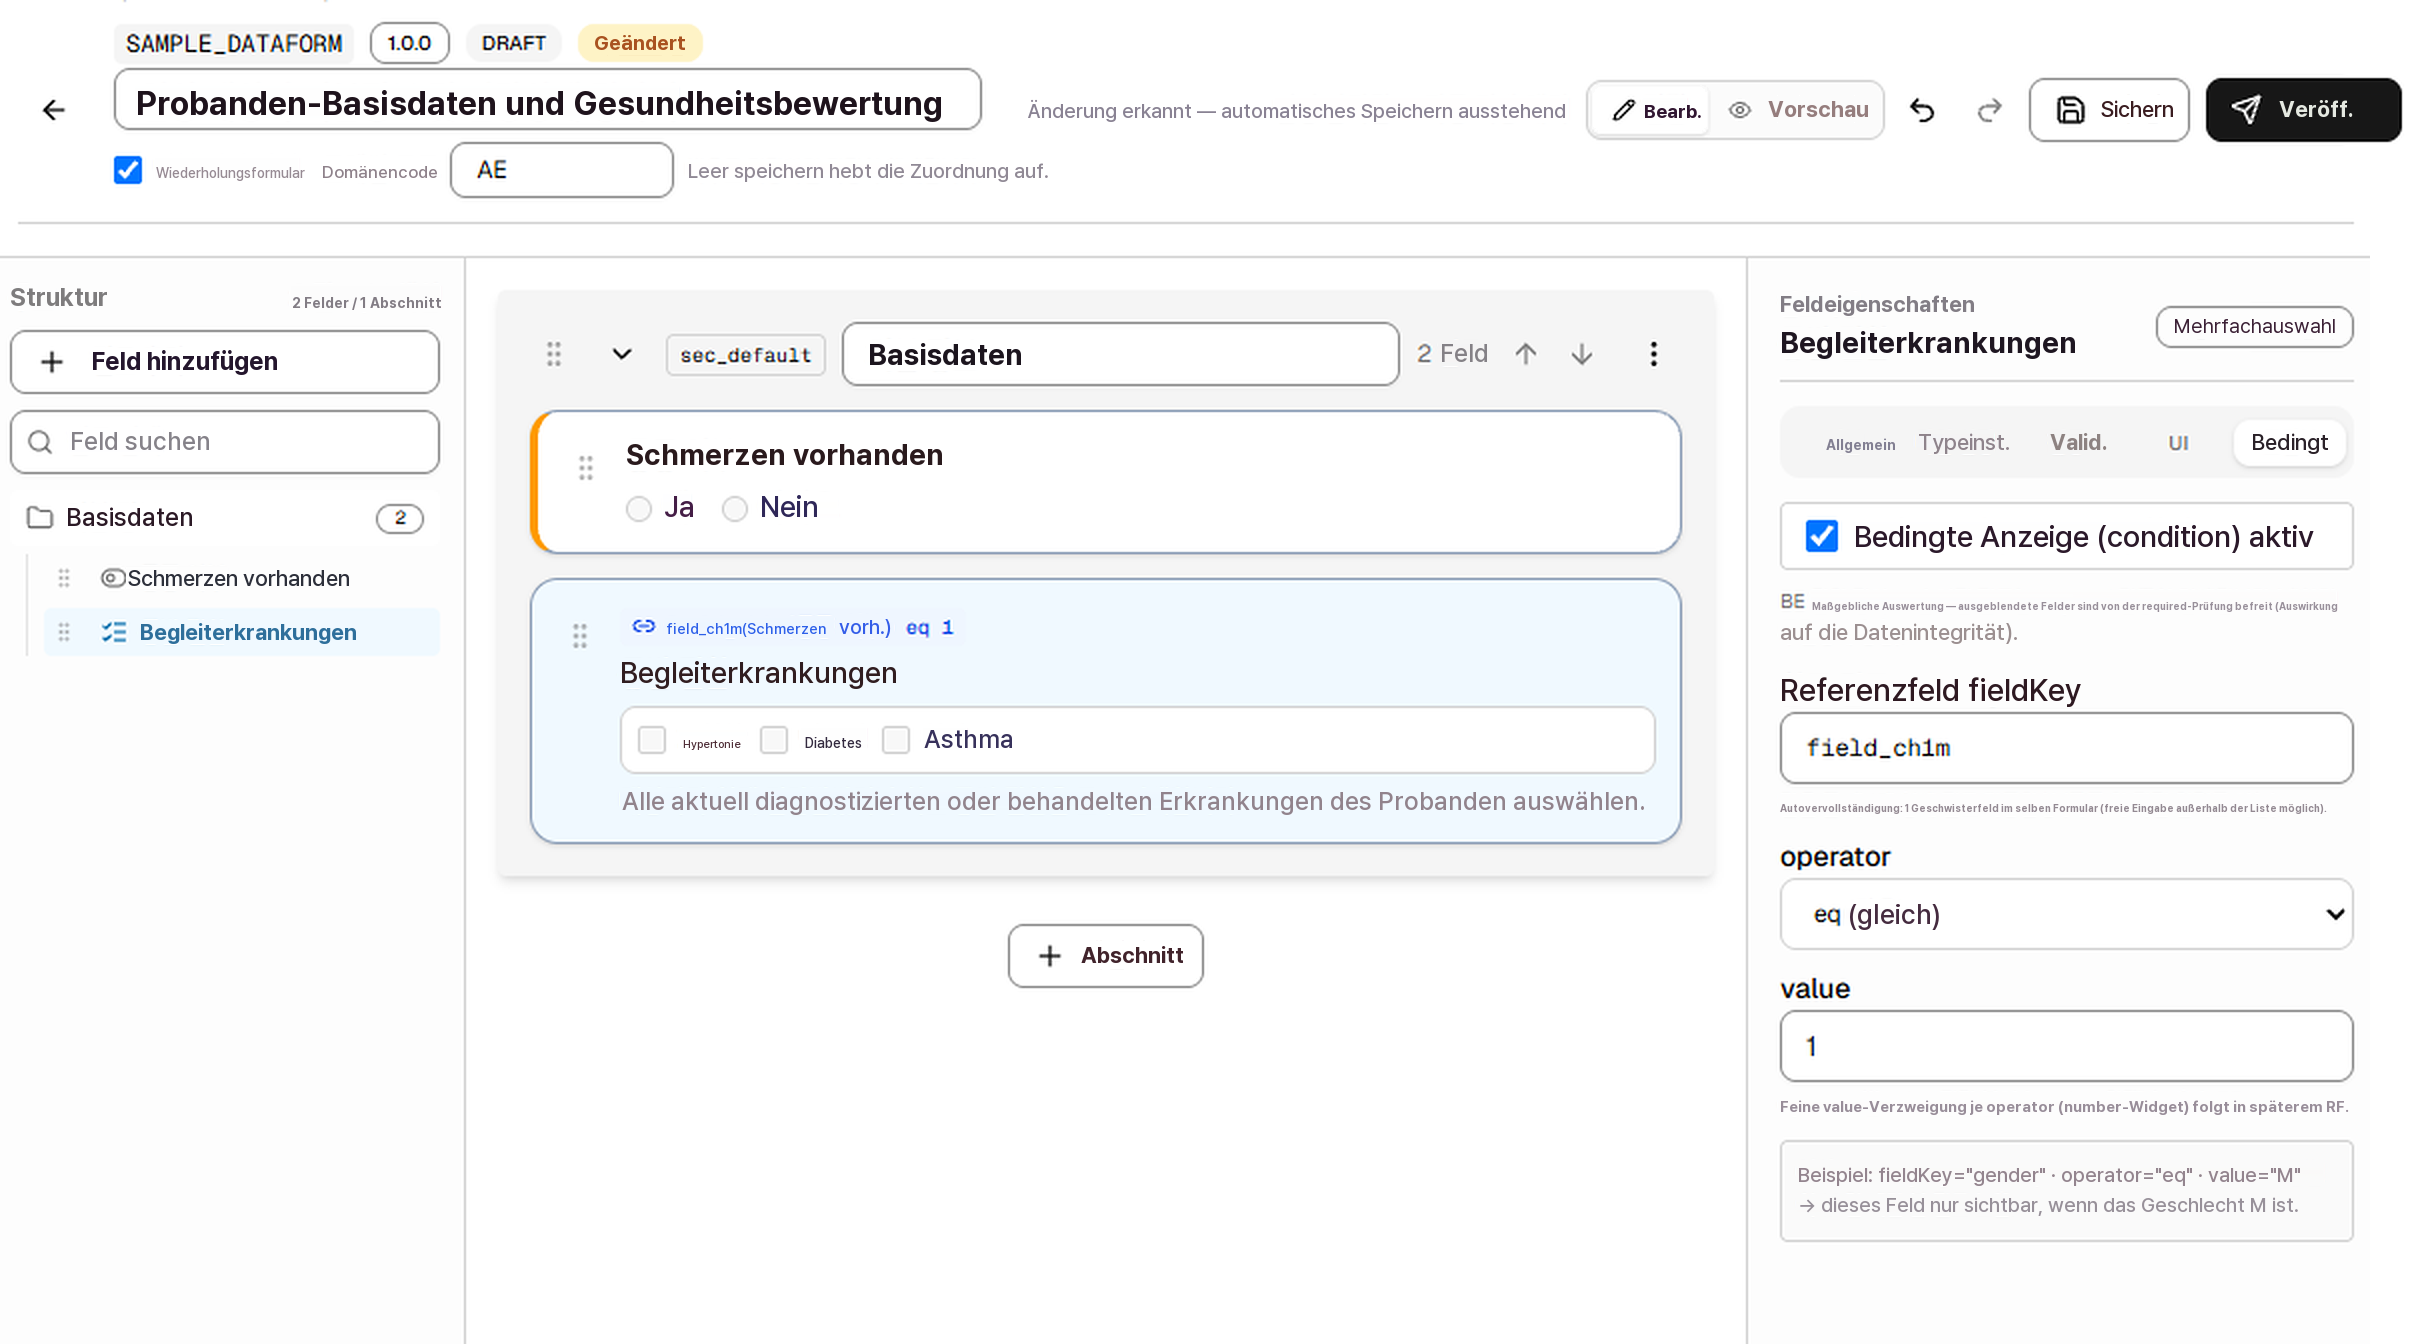 SAMPLE_DATAFORM 1.0.0 DRAFT Geändert
Probanden-Basisdaten und Gesundheitsbewertung
Änderung erkannt — automatisches Speichern ausstehend
Bearb. Vorschau Sichern Veröff.
Wiederholungsformular Domänencode AE Leer speichern hebt die Zuordnung auf.
Struktur 2 Felder / 1 Abschnitt
Feld hinzufügen
Feld suchen
Basisdaten 2
Schmerzen vorhanden
Begleiterkrankungen
sec_default Basisdaten 2 Feld
Schmerzen vorhanden
Ja Nein
field_ch1m(Schmerzen vorh.) eq 1
Begleiterkrankungen
Hypertonie Diabetes Asthma
Alle aktuell diagnostizierten oder behandelten Erkrankungen des Probanden auswählen.
Abschnitt
Feldeigenschaften
Begleiterkrankungen Mehrfachauswahl
Allgemein Typeinst. Valid. UI Bedingt
Bedingte Anzeige (condition) aktiv
BE Maßgebliche Auswertung — ausgeblendete Felder sind von der required-Prüfung befreit (Auswirkung
auf die Datenintegrität).
Referenzfeld fieldKey
field_ch1m
Autovervollständigung: 1 Geschwisterfeld im selben Formular (freie Eingabe außerhalb der Liste möglich).
operator
eq (gleich)
value
1
Feine value-Verzweigung je operator (number-Widget) folgt in späterem RF.
Beispiel: fieldKey="gender" · operator="eq" · value="M"
→ dieses Feld nur sichtbar, wenn das Geschlecht M ist.